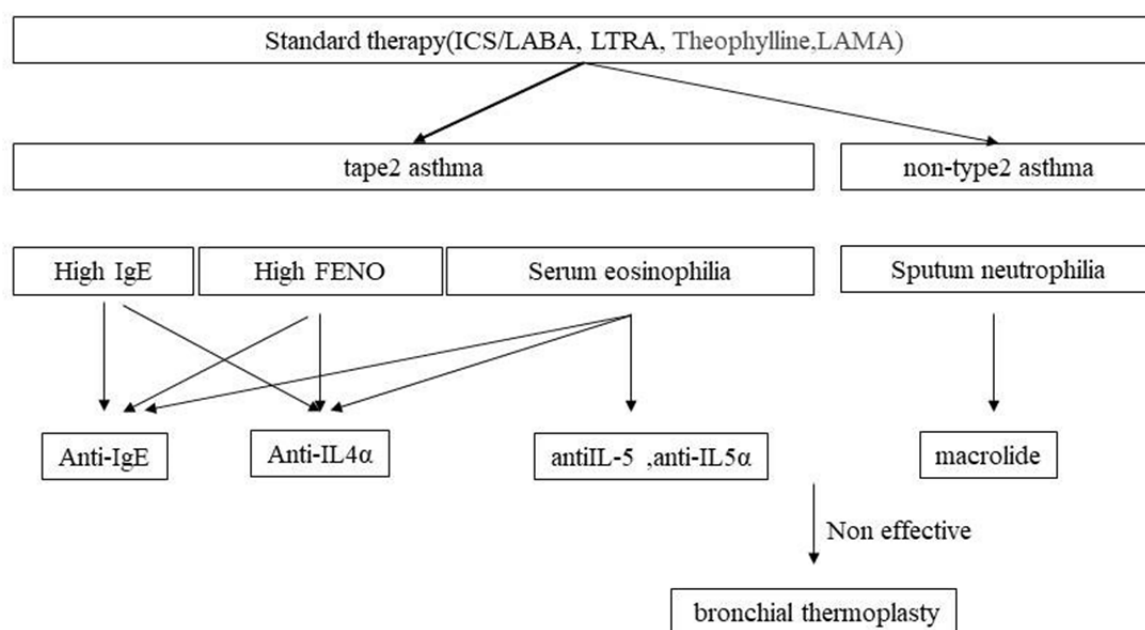 Standard therapy(ICS/LABA, LTRA, Theophylline,LAMA)
tape2 asthma
non-type2 asthma
High IgE
High FENO
Serum eosinophilia
Sputum neutrophilia
Anti-IgE
Anti-IL4α
antiIL-5 ,anti-IL5α
macrolide
Non effective
bronchial thermoplasty